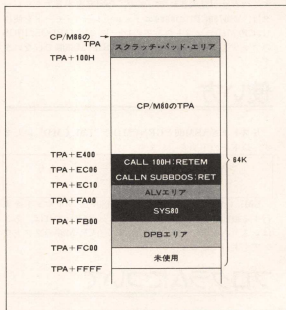 CP/M86の
TPA
スクラッチ・パッド・エリア
TPA+100H
CP/M80のTPA
64K
TPA+E400
CALL 100H:RETEM
TPA+EC06
CALLN SUBBDOS:RET
TPA+EC10
ALVエリア
TPA+FA00
SYS80
TPA+FB00
DPBエリア
TPA+FC00
未使用
TPA+FFFF